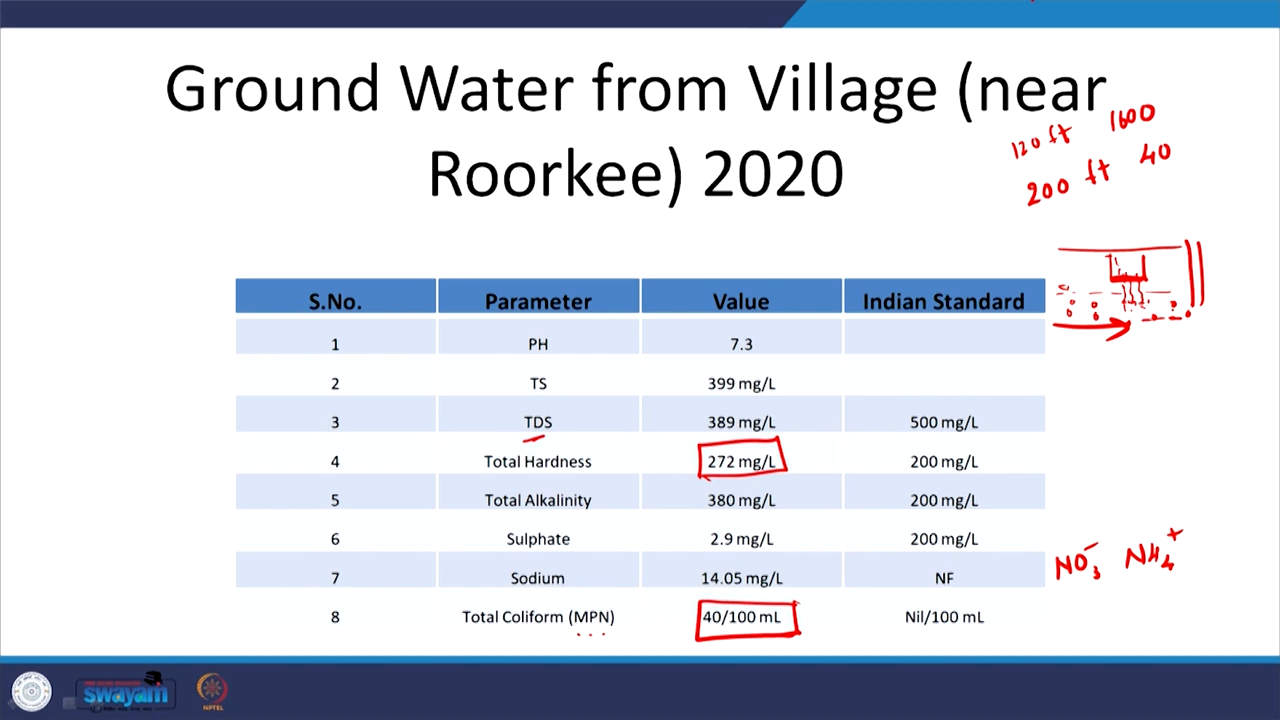 Ground Water from Village (near
Roorkee) 2020
120 ft 1600
200 ft 40
S.No. Parameter Value Indian Standard
1 PH 7.3
2 TS 399 mg/L
3 TDS 389 mg/L 500 mg/L
4 Total Hardness 272 mg/L 200 mg/L
5 Total Alkalinity 380 mg/L 200 mg/L
6 Sulphate 2.9 mg/L 200 mg/L
7 Sodium 14.05 mg/L NF
NO₃⁻ NH₄⁺
8 Total Coliform (MPN) 40/100 mL Nil/100 mL
swayam
NPTEL